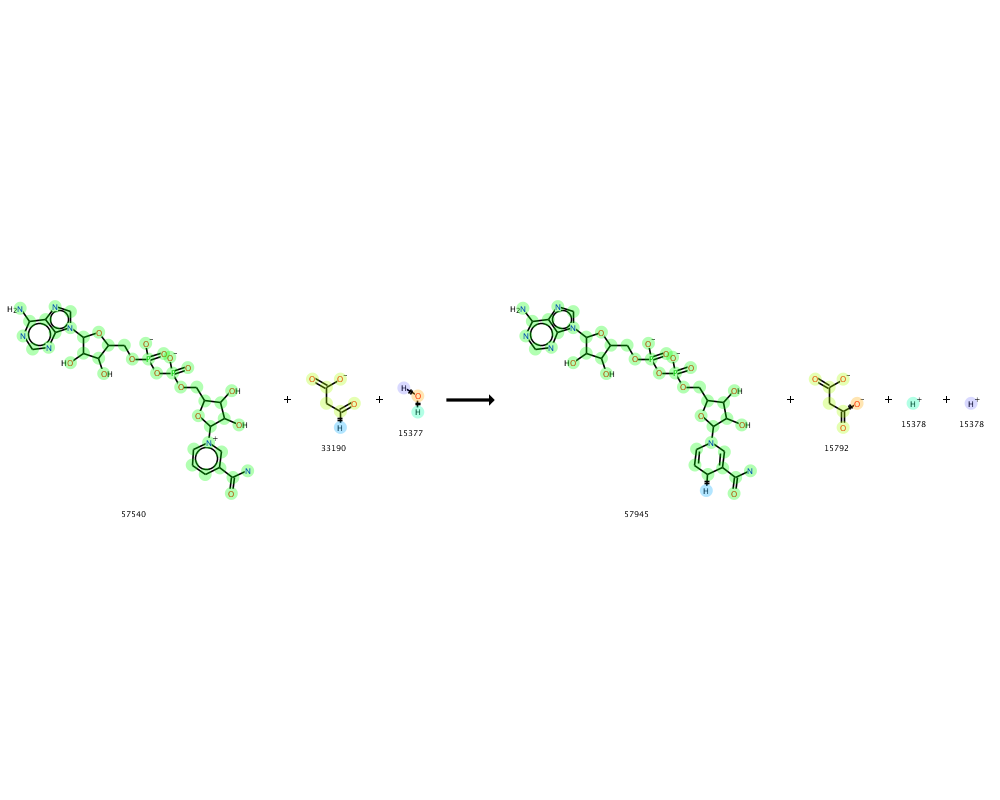 H₂N N N N N O HO OH O O⁻ P O O O⁻ P O O O OH OH N⁺ N O
+
O O⁻ O H
+
H O H
H₂N N N N N O HO OH O O⁻ P O O O⁻ P O O O OH OH N N O H
+
O O⁻ O⁻ O
+
H⁺
+
H⁺
57540
33190
15377
57945
15792
15378
15378